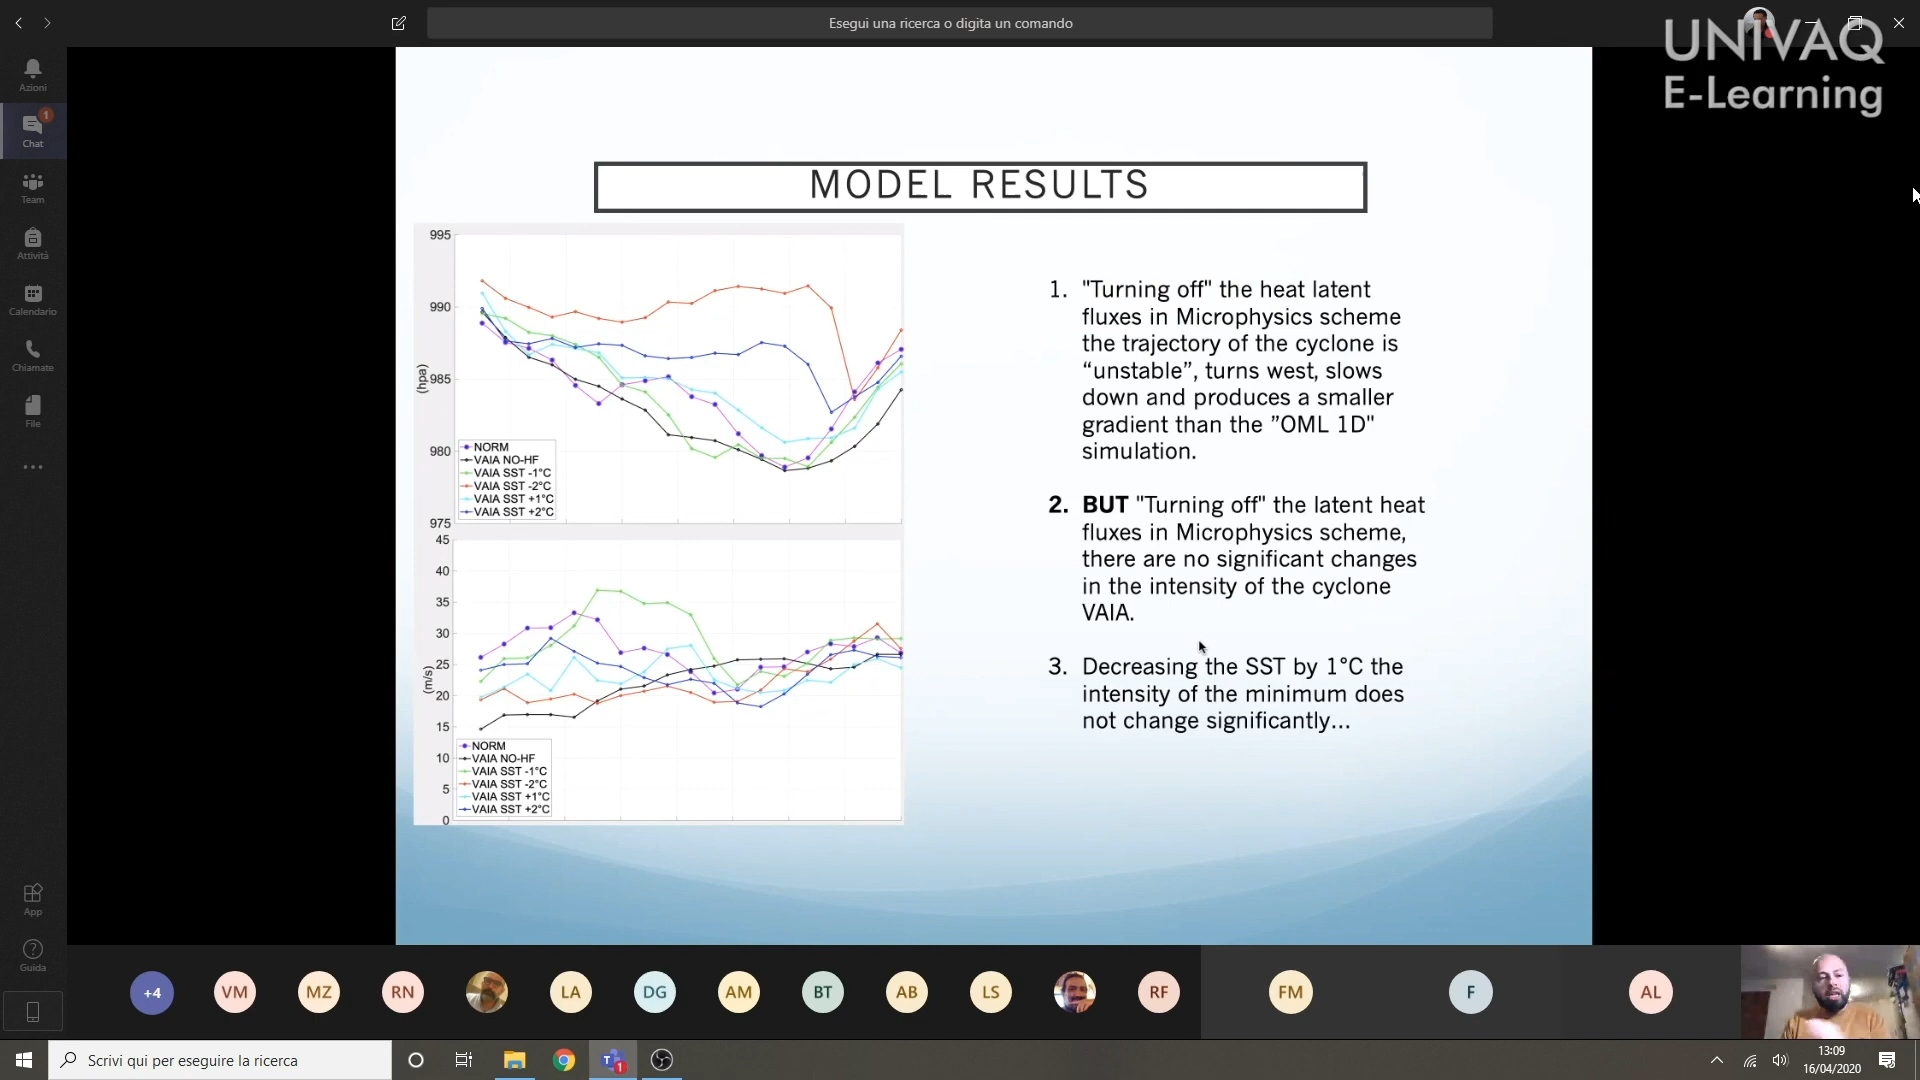 Esegui una ricerca o digita un comando
UNIVAQ
E-Learning
Azioni
1
Chat
Team
Attività
Calendario
Chiamate
File
App
Guida
MODEL RESULTS
995
990
985
980
975
(hpa)
NORM
VAIA NO-HF
VAIA SST -1°C
VAIA SST -2°C
VAIA SST +1°C
VAIA SST +2°C
45
40
35
30
25
20
15
10
5
0
(m/s)
NORM
VAIA NO-HF
VAIA SST -1°C
VAIA SST -2°C
VAIA SST +1°C
VAIA SST +2°C
1. "Turning off" the heat latent
fluxes in Microphysics scheme
the trajectory of the cyclone is
“unstable”, turns west, slows
down and produces a smaller
gradient than the ”OML 1D"
simulation.
2. BUT "Turning off" the latent heat
fluxes in Microphysics scheme,
there are no significant changes
in the intensity of the cyclone
VAIA.
3. Decreasing the SST by 1°C the
intensity of the minimum does
not change significantly...
+4 VM MZ RN LA DG AM BT AB LS RF FM F AL
Scrivi qui per eseguire la ricerca
13:09
16/04/2020